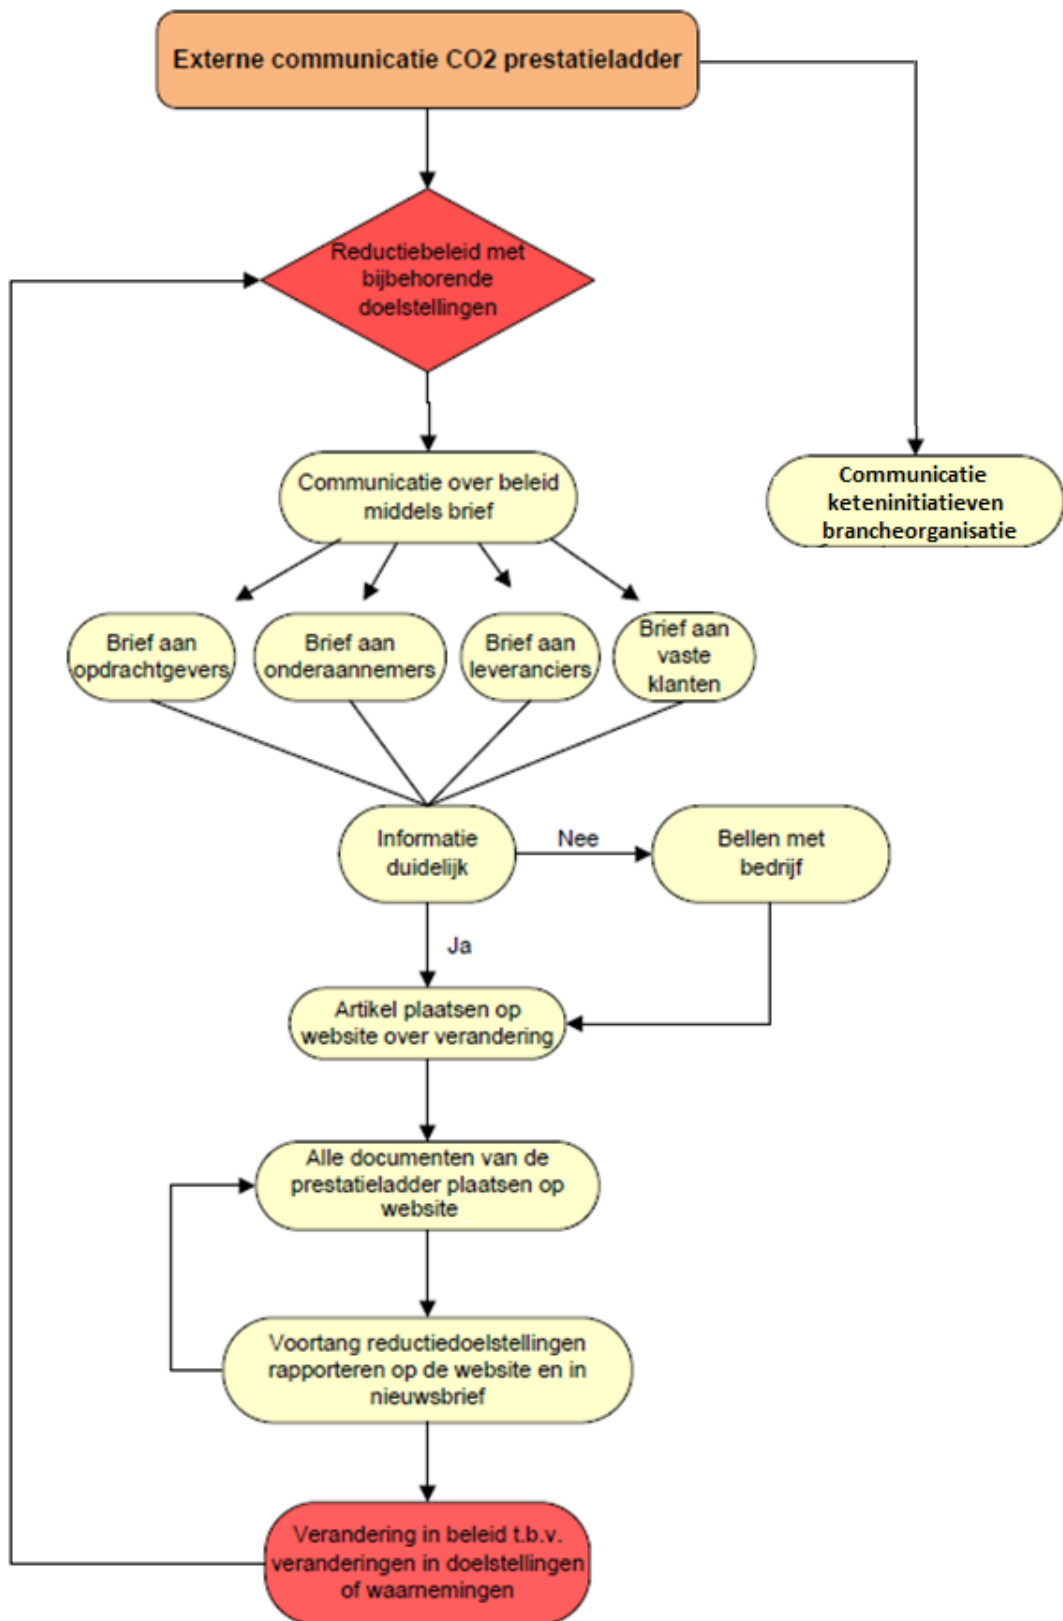 Externe communicatie CO2 prestatieladder
Reductiebeleid met
bijbehorende
doelstellingen
Communicatie over beleid
middels brief
Communicatie
keteninitiatieven
brancheorganisatie
Brief aan
opdrachtgevers
Brief aan
onderaannemers
Brief aan
leveranciers
Brief aan
vaste
klanten
Informatie
duidelijk
Nee
Bellen met
bedrijf
Ja
Artikel plaatsen op
website over verandering
Alle documenten van de
prestatieladder plaatsen op
website
Voortang reductiedoelstellingen
rapporteren op de website en in
nieuwsbrief
Verandering in beleid t.b.v.
veranderingen in doelstellingen
of waarnemingen